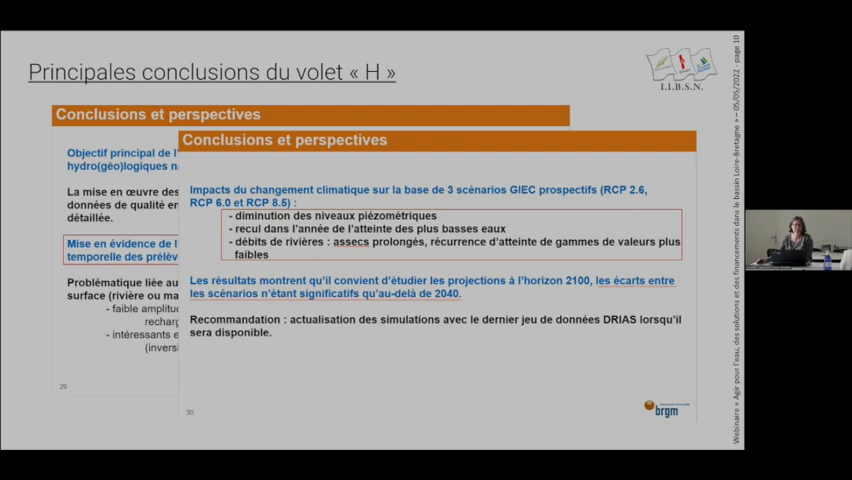 Principales conclusions du volet « H »
I.I.B.S.N.
Conclusions et perspectives
Objectif principal de l'
hydro(géo)logiques n
La mise en œuvre des
données de qualité en
détaillée.
Mise en évidence de l'
temporelle des prélèv
Problématique liée au
surface (rivière ou ma
- faible amplitu
recharg
- intéressants e
(invers
29
Conclusions et perspectives
Impacts du changement climatique sur la base de 3 scénarios GIEC prospectifs (RCP 2.6,
RCP 6.0 et RCP 8.5) :
- diminution des niveaux piézométriques
- recul dans l'année de l'atteinte des plus basses eaux
- débits de rivières : assecs prolongés, récurrence d'atteinte de gammes de valeurs plus
faibles
Les résultats montrent qu'il convient d'étudier les projections à l'horizon 2100, les écarts entre
les scénarios n'étant significatifs qu'au-delà de 2040.
Recommandation : actualisation des simulations avec le dernier jeu de données DRIAS lorsqu'il
sera disponible.
30
brgm
Webinaire « Agir pour l'eau, des solutions et des financements dans le bassin Loire-Bretagne » – 05/05/2022 - page 10